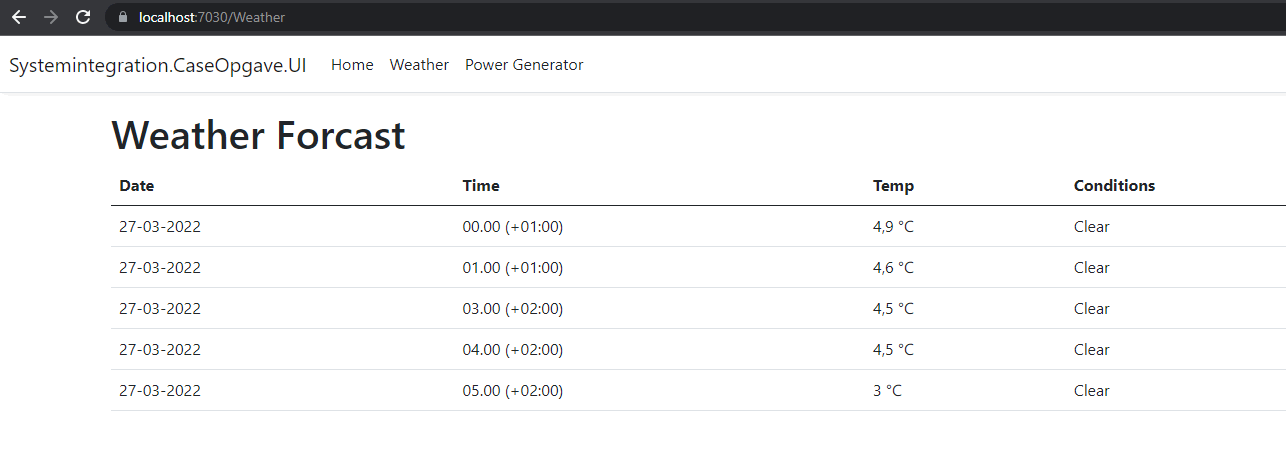 localhost:7030/Weather
Systemintegration.CaseOpgave.UI Home Weather Power Generator
Weather Forcast
Date Time Temp Conditions
27-03-2022 00.00 (+01:00) 4,9 °C Clear
27-03-2022 01.00 (+01:00) 4,6 °C Clear
27-03-2022 03.00 (+02:00) 4,5 °C Clear
27-03-2022 04.00 (+02:00) 4,5 °C Clear
27-03-2022 05.00 (+02:00) 3 °C Clear